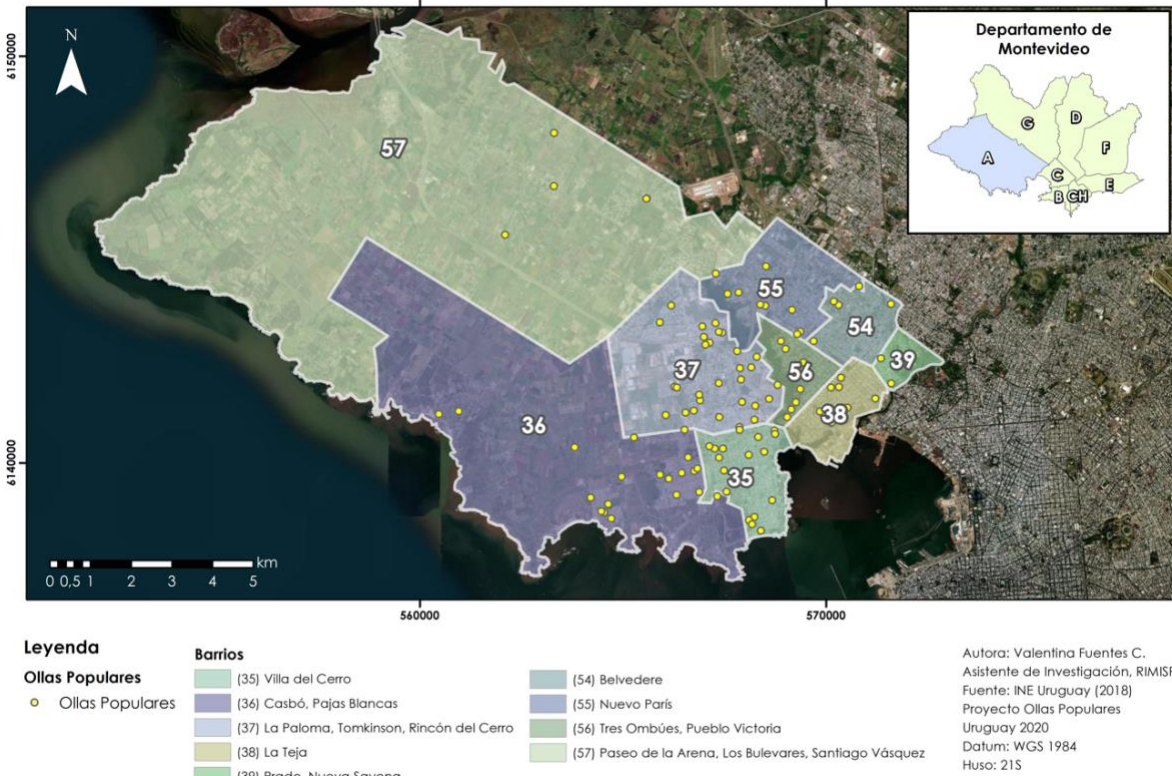 Departamento de
Montevideo
G
D
A
F
C
E
B
CH
N
6150000
6140000
57
55
54
39
37
56
38
36
35
km
0 0,5 1 2 3 4 5
560000
570000
Leyenda
Ollas Populares
Ollas Populares
Barrios
(35) Villa del Cerro
(36) Casbó, Pajas Blancas
(37) La Paloma, Tomkinson, Rincón del Cerro
(38) La Teja
(39) Prado, Nueva Savona
(54) Belvedere
(55) Nuevo París
(56) Tres Ombúes, Pueblo Victoria
(57) Paseo de la Arena, Los Bulevares, Santiago Vásquez
Autora: Valentina Fuentes C.
Asistente de Investigación, RIMISP
Fuente: INE Uruguay (2018)
Proyecto Ollas Populares
Uruguay 2020
Datum: WGS 1984
Huso: 21S